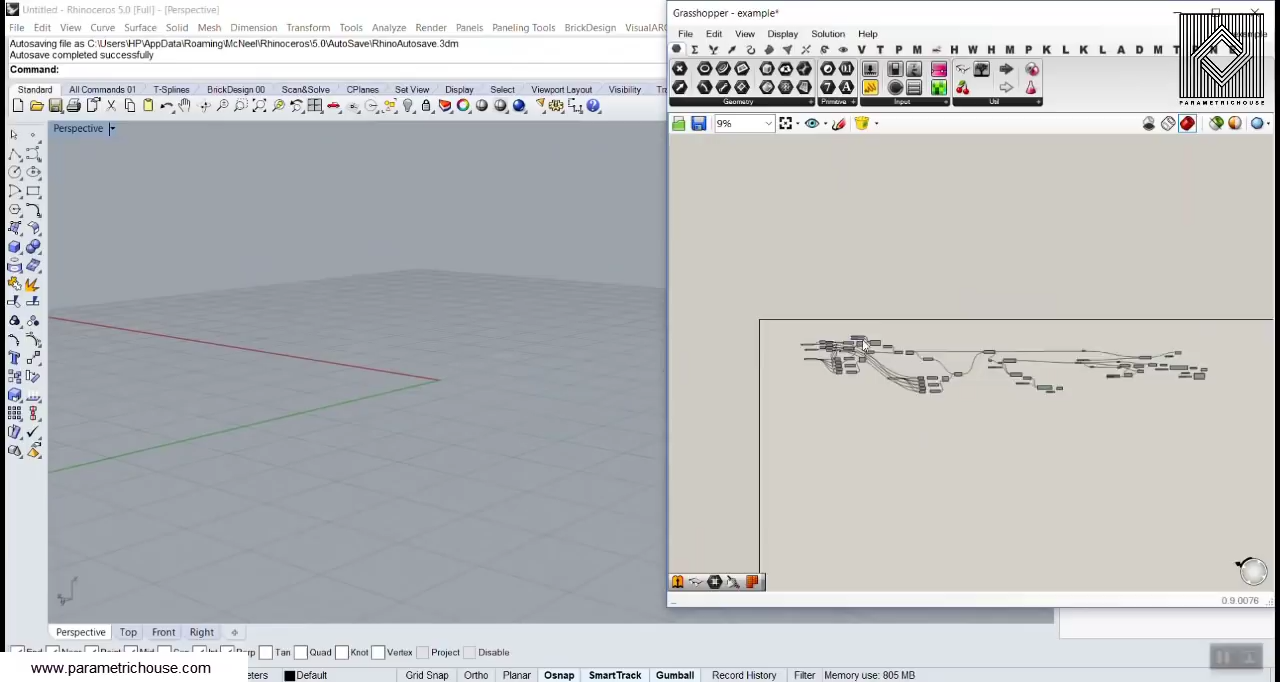 Untitled - Rhinoceros 5.0 [Full] - [Perspective]
File Edit View Curve Surface Solid Mesh Dimension Transform Tools Analyze Render Panels Paneling Tools BrickDesign VisualAR
Autosaving file as C:\Users\HP\AppData\Roaming\McNeel\Rhinoceros\5.0\AutoSave\RhinoAutosave.3dm
Autosave completed successfully
Command:
Standard All Commands 01 T-Splines BrickDesign 00 Scan&Solve CPlanes Set View Display Select Viewport Layout Visibility
Perspective
Grasshopper - example*
File Edit View Display Solution Help
V T P M H W H W H M P K L K L A D M T
Geometry Primitive Input Util
PARAMETRICHOUSE
9%
0.9.0076
Perspective Top Front Right
Tan Quad Knot Vertex Project Disable
www.parametrichouse.com
eters Default Grid Snap Ortho Planar Osnap SmartTrack Gumball Record History Filter Memory use: 805 MB